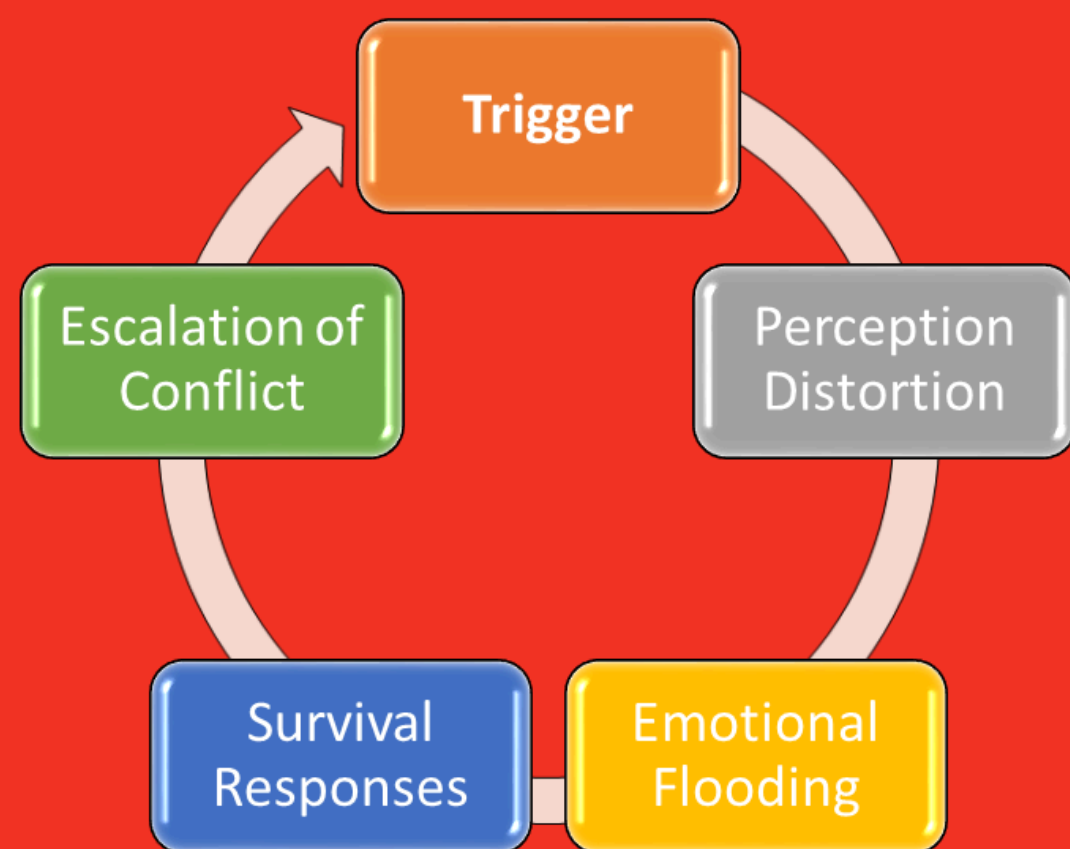 Trigger
Perception
Distortion
Emotional
Flooding
Survival
Responses
Escalation of
Conflict